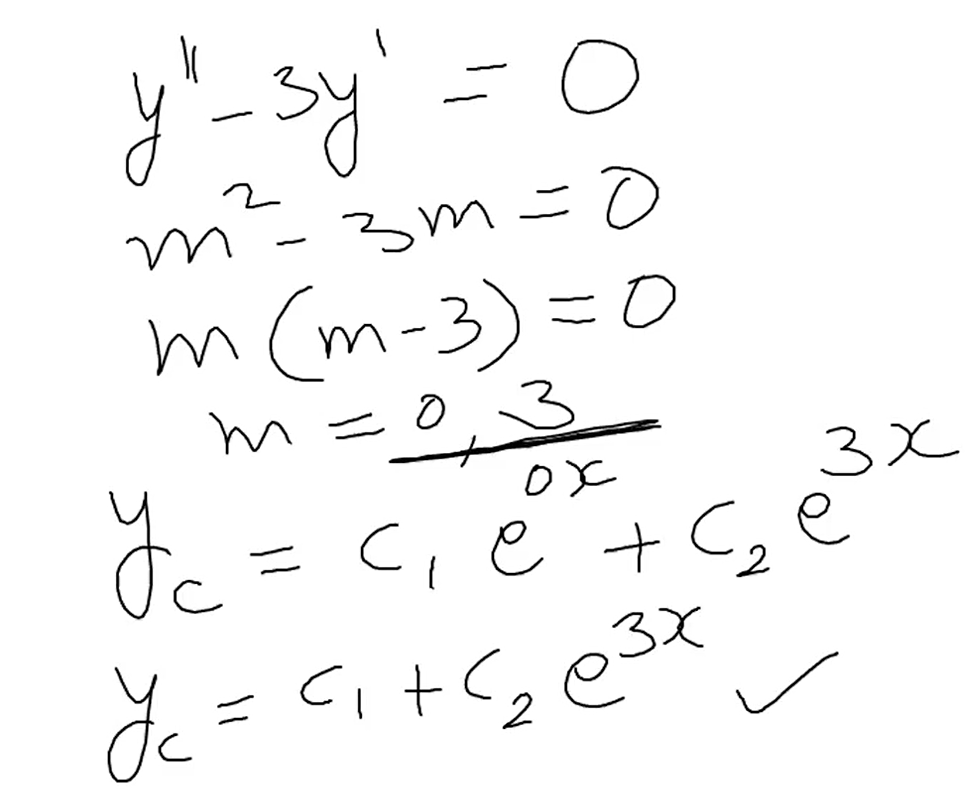 y'' - 3y' = 0
m² - 3m = 0
m(m-3) = 0
m = 0, 3
y_c = c₁ e^{0x} + c₂ e^{3x}
y_c = c₁ + c₂ e^{3x} ✓